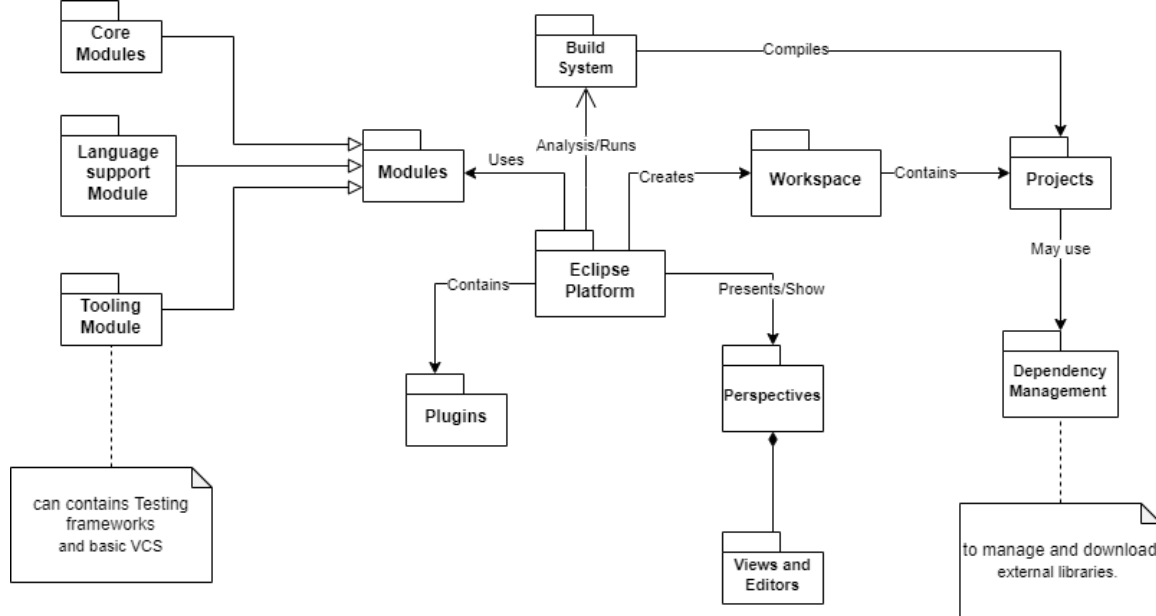 Core
Modules
Build
System
Compiles
Language
support
Module
Modules
Uses
Analysis/Runs
Creates
Workspace
Contains
Projects
May use
Eclipse
Platform
Contains
Presents/Show
Tooling
Module
Plugins
Perspectives
Dependency
Management
can contains Testing
frameworks
and basic VCS
Views and
Editors
to manage and download
external libraries.